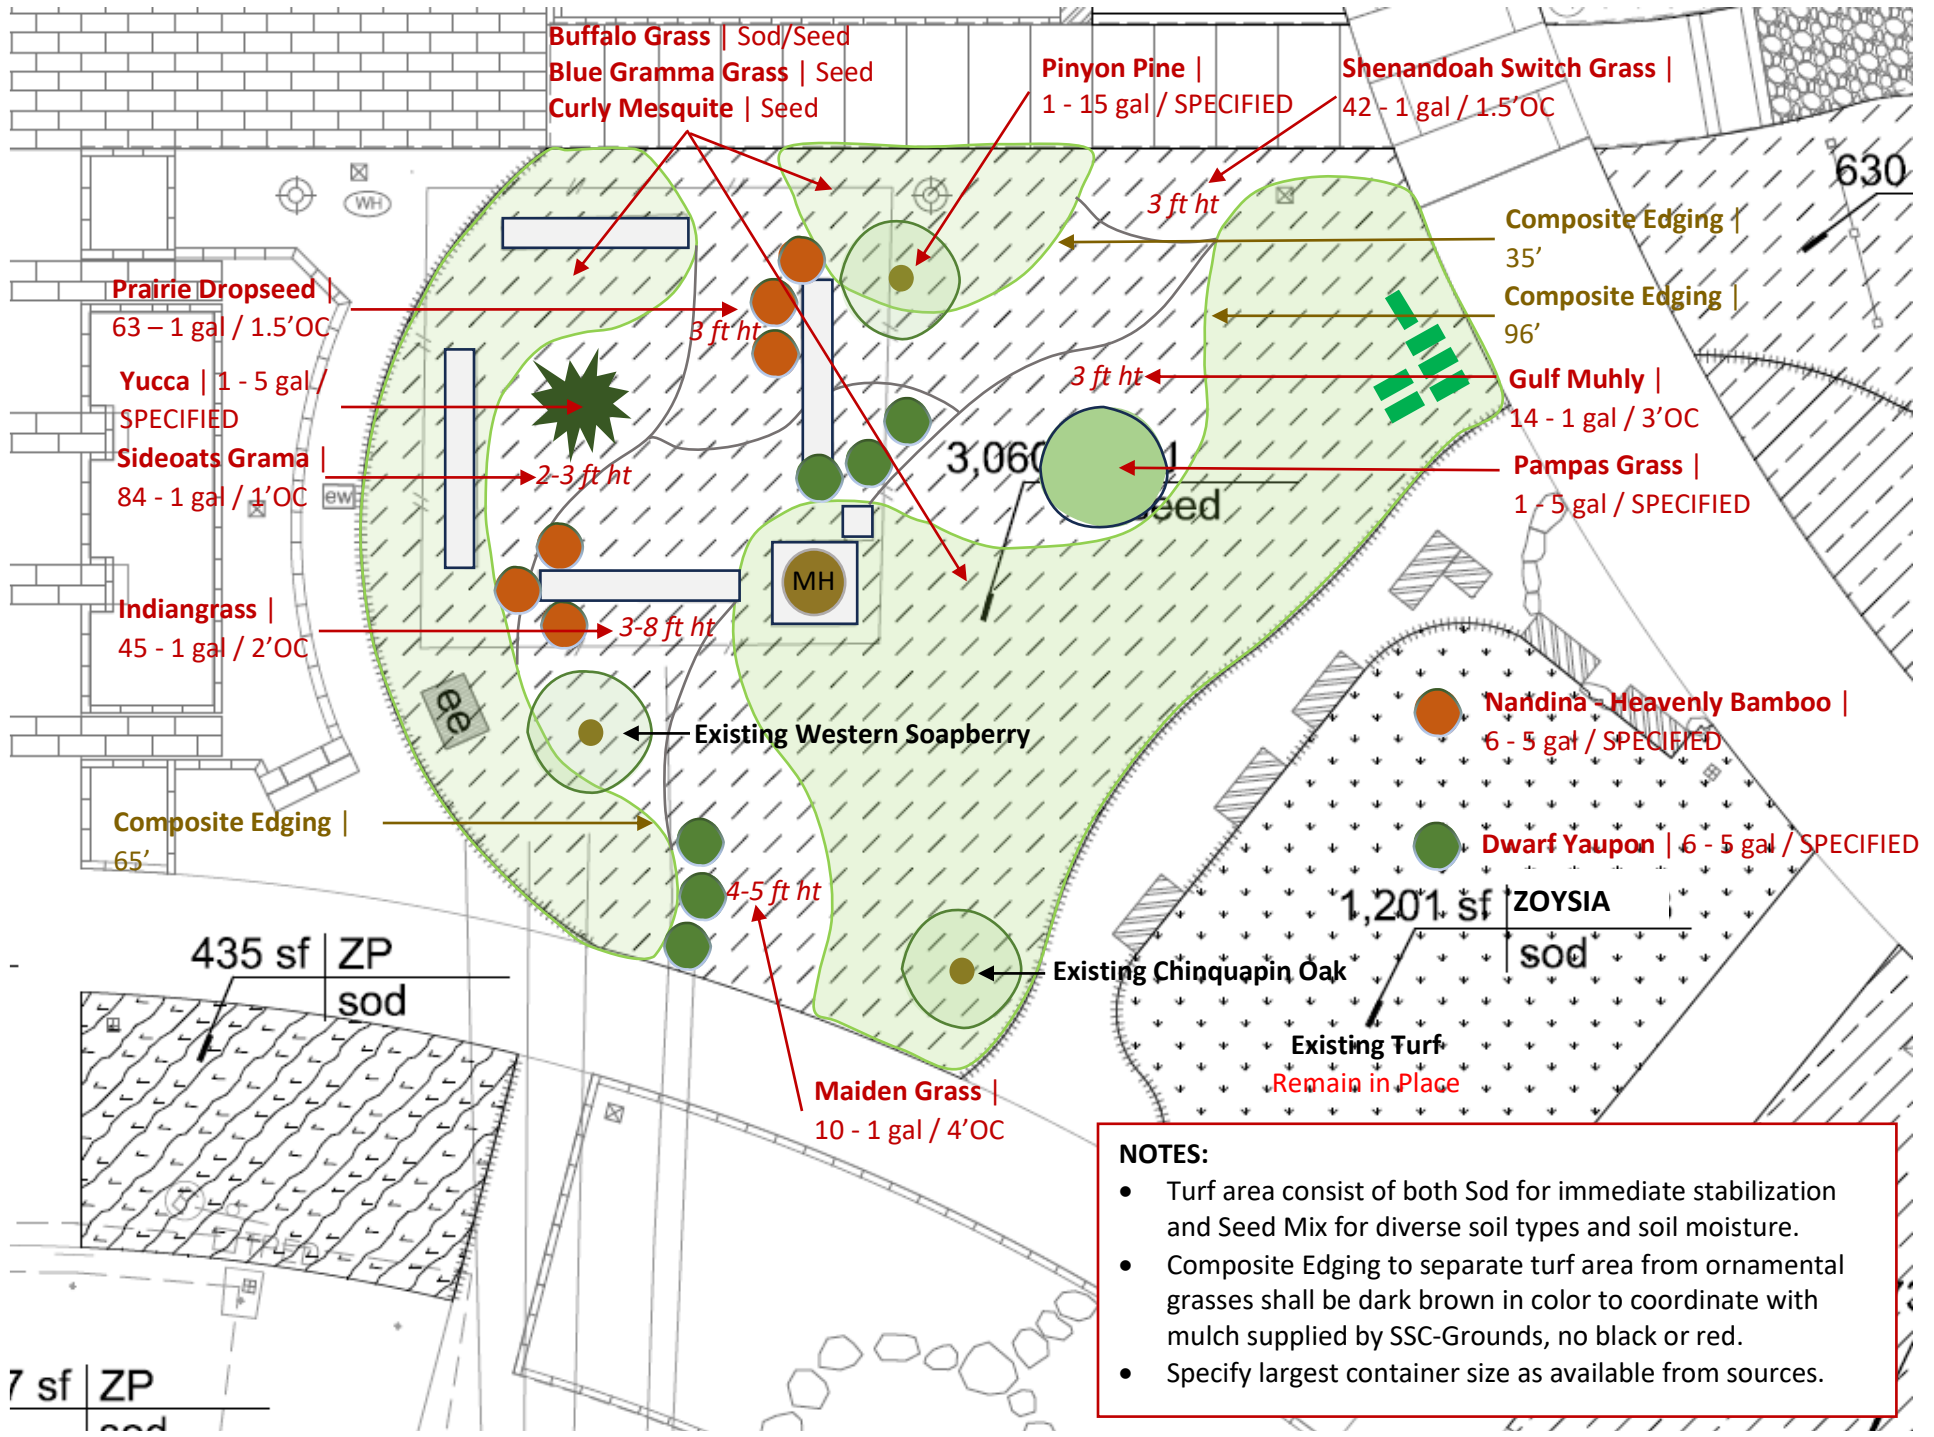 Buffalo Grass | Sod/Seed
Blue Gramma Grass | Seed
Curly Mesquite | Seed
Pinyon Pine |
1 - 15 gal / SPECIFIED
Shenandoah Switch Grass |
42 - 1 gal / 1.5’OC
WH
3 ft ht
630
Composite Edging |
35’
Composite Edging |
96’
Prairie Dropseed |
63 – 1 gal / 1.5’OC
3 ft ht
Yucca | 1 - 5 gal /
SPECIFIED
3 ft ht
Gulf Muhly |
14 - 1 gal / 3’OC
Sideoats Grama |
84 - 1 gal / 1’OC
2-3 ft ht
ew
3,060
1
eed
Pampas Grass |
1 - 5 gal / SPECIFIED
MH
Indiangrass |
45 - 1 gal / 2’OC
3-8 ft ht
ee
Existing Western Soapberry
Nandina - Heavenly Bamboo |
6 - 5 gal / SPECIFIED
Composite Edging |
65’
Dwarf Yaupon | 6 - 5 gal / SPECIFIED
4-5 ft ht
1,201 sf ZOYSIA
sod
435 sf ZP
sod
Existing Chinquapin Oak
Existing Turf
Remain in Place
Maiden Grass |
10 - 1 gal / 4’OC
NOTES:
• Turf area consist of both Sod for immediate stabilization
and Seed Mix for diverse soil types and soil moisture.
• Composite Edging to separate turf area from ornamental
grasses shall be dark brown in color to coordinate with
mulch supplied by SSC-Grounds, no black or red.
• Specify largest container size as available from sources.
7 sf ZP
sod